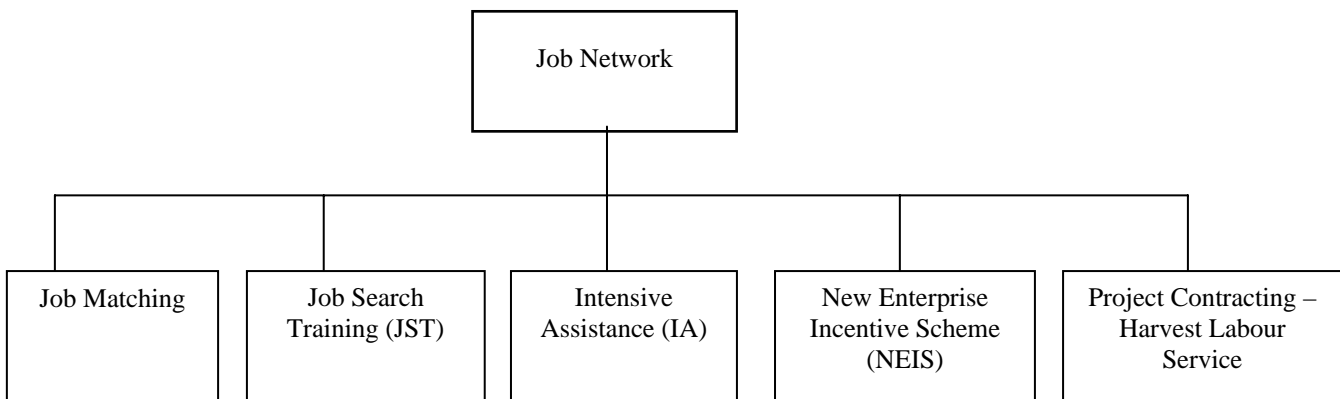 Job Network
Job Matching
Job Search
Training (JST)
Intensive
Assistance (IA)
New Enterprise
Incentive Scheme
(NEIS)
Project Contracting –
Harvest Labour
Service